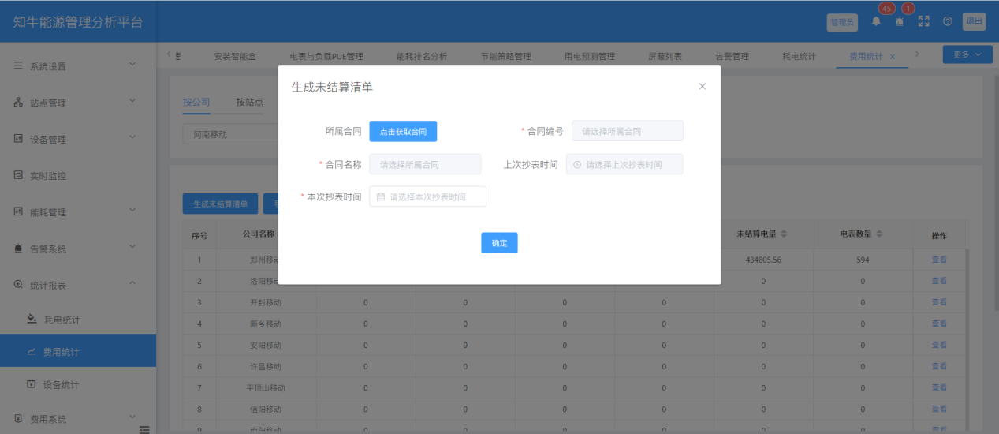 知牛能源管理分析平台
管理员
45
1
退出
系统设置
站点管理
设备管理
实时监控
能耗管理
告警系统
统计报表
耗电统计
费用统计
设备统计
费用系统
理
安装智能盒
电表与负载PUE管理
能耗排名分析
节能策略管理
用电预测管理
屏蔽列表
告警管理
耗电统计
费用统计
更多
按公司
按站点
河南移动
生成未结算清单
生成未结算清单
所属合同
点击获取合同
* 合同编号
请选择所属合同
* 合同名称
请选择所属合同
上次抄表时间
请选择上次抄表时间
* 本次抄表时间
请选择本次抄表时间
确定
序号 公司名称 未结算电量 电表数量 操作
1 郑州移动 434805.56 594 查看
2 洛阳移动 0 0 查看
3 开封移动 0 0 0 0 0 0 查看
4 新乡移动 0 0 0 0 0 0 查看
5 安阳移动 0 0 0 0 0 0 查看
6 许昌移动 0 0 0 0 0 0 查看
7 平顶山移动 0 0 0 0 0 0 查看
8 信阳移动 0 0 0 0 0 0 查看
9 南阳移动 0 0 0 0 0 0 查看